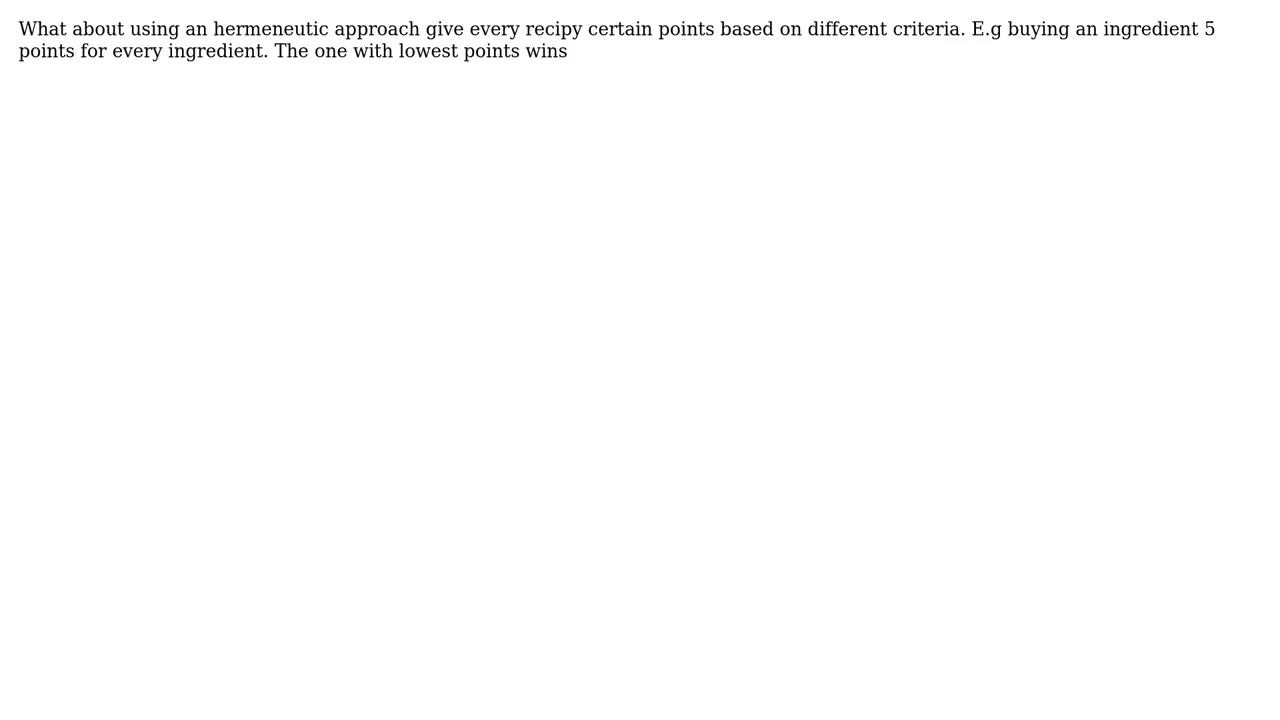 What about using an hermeneutic approach give every recipy certain points based on different criteria. E.g buying an ingredient 5
points for every ingredient. The one with lowest points wins